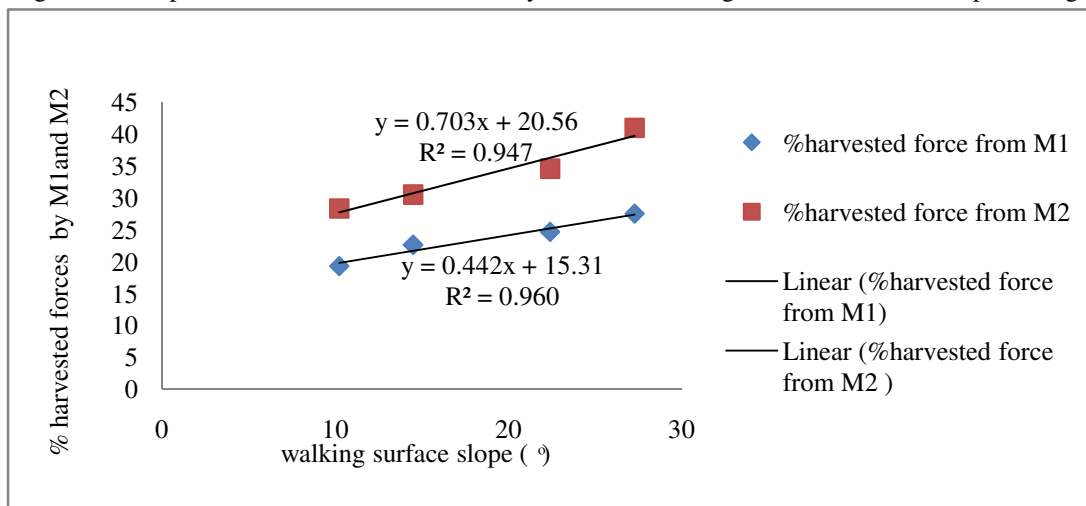 % harvested forces by M1and M2
45
40
35
30
25
20
15
10
5
0
y = 0.703x + 20.56
R² = 0.947
y = 0.442x + 15.31
R² = 0.960
0 10 20 30
walking surface slope ( º)
%harvested force from M1
%harvested force from M2
Linear (%harvested force
from M1)
Linear (%harvested force
from M2 )